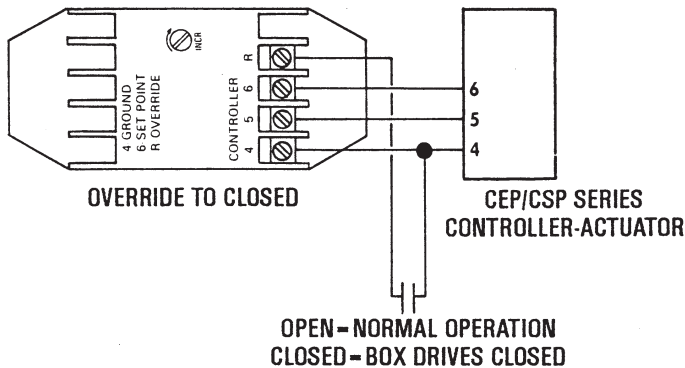 INCR
4 GROUND
6 SET POINT
R OVERRIDE
CONTROLLER
R
6
5
4
6
5
4
OVERRIDE TO CLOSED
CEP/CSP SERIES
CONTROLLER-ACTUATOR
OPEN=NORMAL OPERATION
CLOSED=BOX DRIVES CLOSED